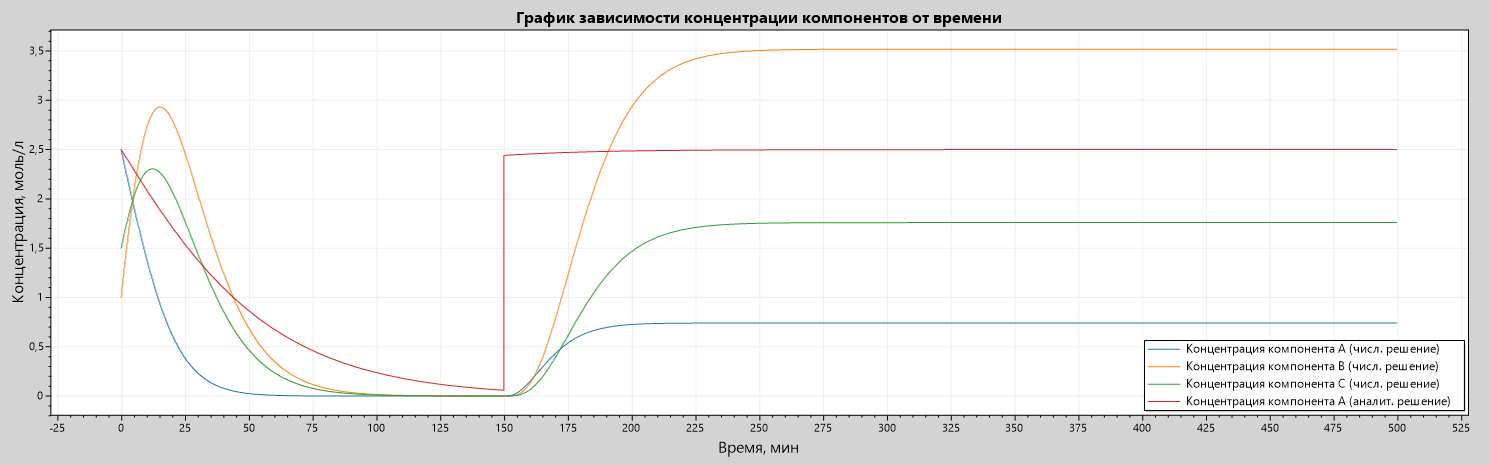 График зависимости концентрации компонентов от времени
Концентрация, моль/л
3,5
3
2,5
2
1,5
1
0,5
0
-25 0 25 50 75 100 125 150 175 200 225 250 275 300 325 350 375 400 425 450 475 500 525
Время, мин
Концентрация компонента A (числ. решение)
Концентрация компонента B (числ. решение)
Концентрация компонента C (числ. решение)
Концентрация компонента A (аналит. решение)